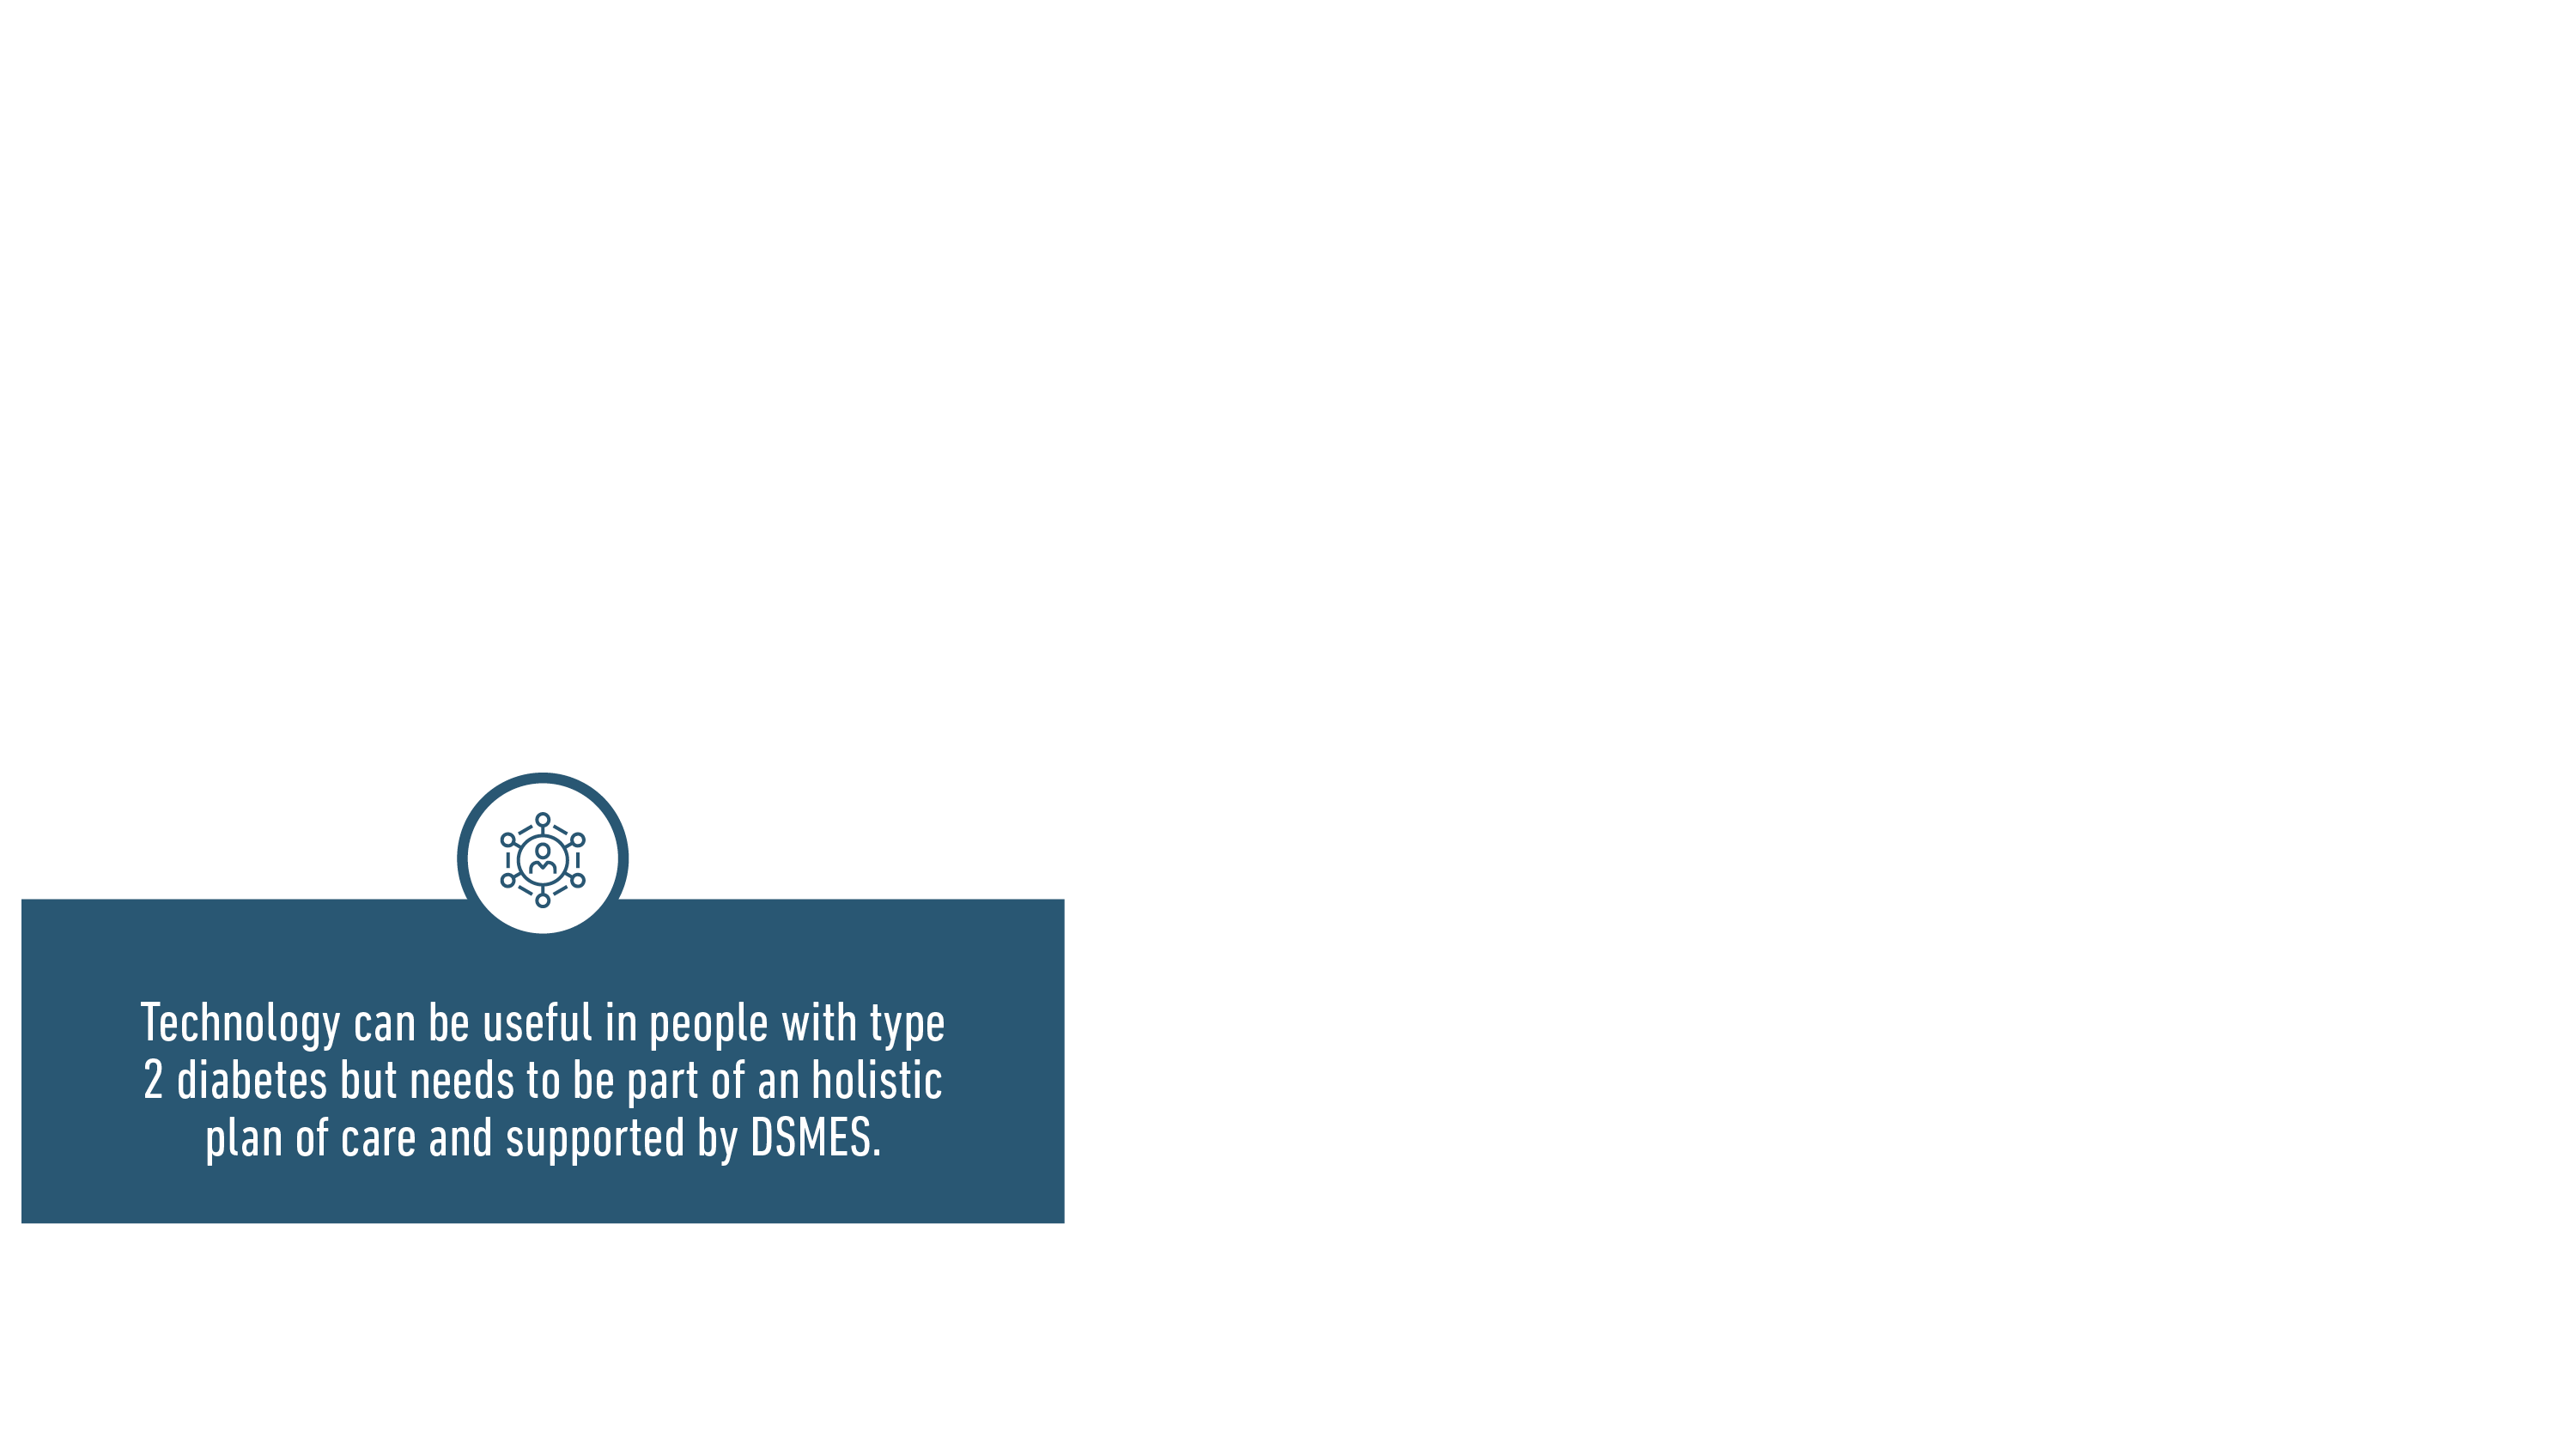 Technology can be useful in people with type
2 diabetes but needs to be part of an holistic
plan of care and supported by DSMES.